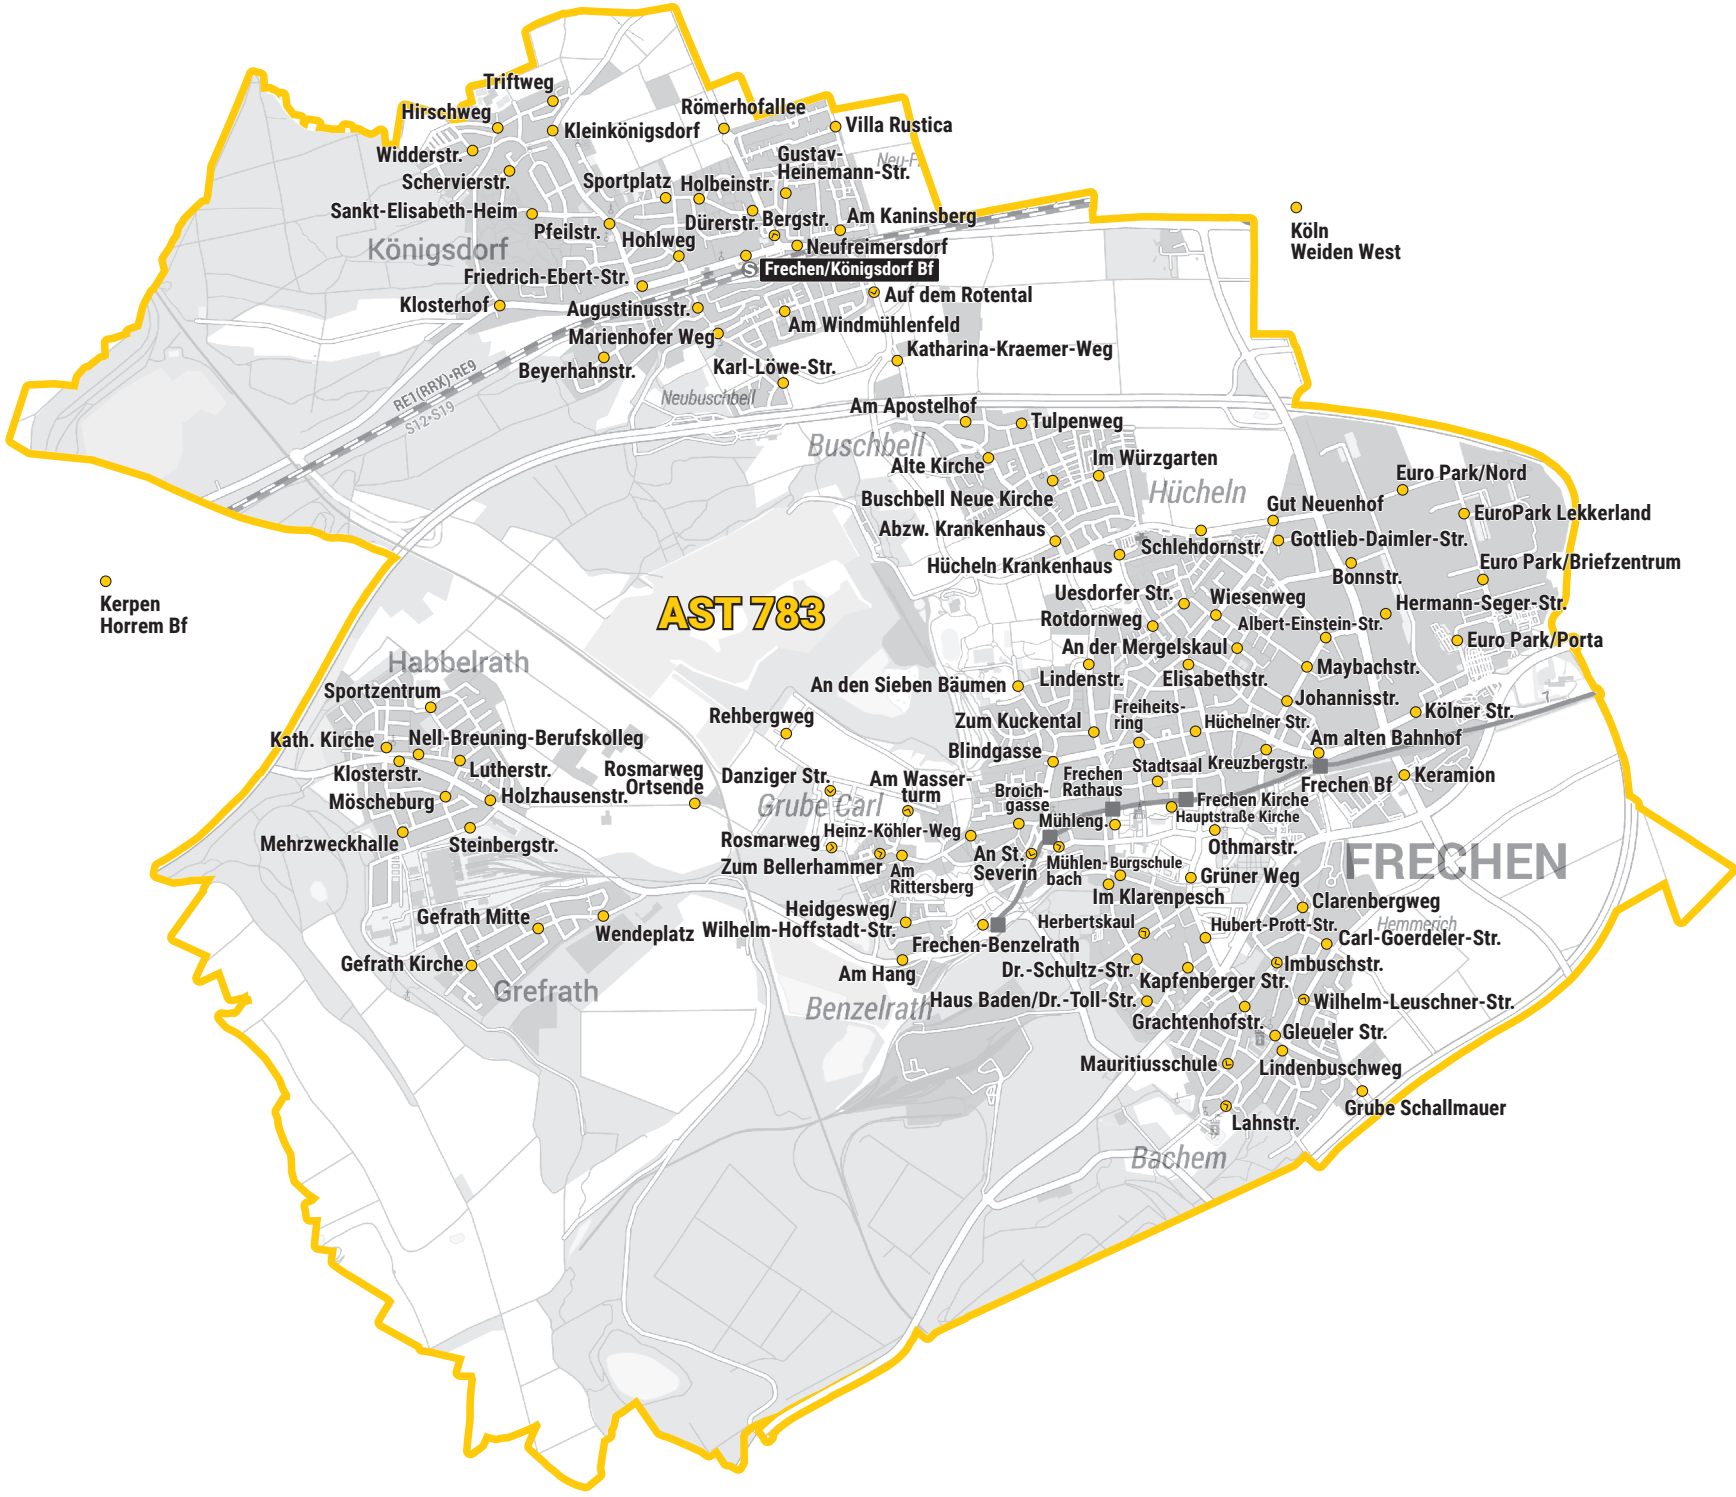 Triftweg
Hirschweg
Römerhofallee
Kleinkönigsdorf
Villa Rustica
Widderstr.
Gustav-
Heinemann-Str.
Neu-F.
Schervierstr.
Sportplatz
Holbeinstr.
Sankt-Elisabeth-Heim
Pfeilstr.
Dürerstr.
Bergstr.
Am Kaninsberg
Köln
Weiden West
Königsdorf
Hohlweg
Neufreimersdorf
Friedrich-Ebert-Str.
S
Frechen/Königsdorf Bf
Klosterhof
Augustinusstr.
Auf dem Rotental
Am Windmühlenfeld
Marienhofer Weg
Katharina-Kraemer-Weg
Beyerhahnstr.
Karl-Löwe-Str.
RE1(RRX)•RE9
S12•S19
Neubuschbell
Am Apostelhof
Tulpenweg
Buschbell
Alte Kirche
Im Würzgarten
Hücheln
Euro Park/Nord
Buschbell Neue Kirche
Gut Neuenhof
EuroPark Lekkerland
Abzw. Krankenhaus
Schlehdornstr.
Gottlieb-Daimler-Str.
Hücheln Krankenhaus
Bonnstr.
Euro Park/Briefzentrum
Kerpen
Horrem Bf
AST 783
Uesdorfer Str.
Wiesenweg
Hermann-Seger-Str.
Rotdornweg
Albert-Einstein-Str.
Euro Park/Porta
An der Mergelskaul
Habbelrath
Lindenstr.
Elisabethstr.
Maybachstr.
Sportzentrum
An den Sieben Bäumen
Johannisstr.
7
Rehbergweg
Zum Kuckental
Freiheits-
ring
Hüchelner Str.
Kölner Str.
Kath. Kirche
Nell-Breuning-Berufskolleg
Blindgasse
Am alten Bahnhof
Klosterstr.
Lutherstr.
Rosmarweg
Ortsende
Danziger Str.
Am Wasser-
turm
Frechen
Rathaus
Stadtsaal
Kreuzbergstr.
Keramion
Frechen Bf
Möscheburg
Holzhausenstr.
Grube Carl
Broich-
gasse
Frechen Kirche
Hauptstraße Kirche
Mühleng.
Mehrzweckhalle
Steinbergstr.
Rosmarweg
Heinz-Köhler-Weg
Othmarstr.
FRECHEN
Zum Bellerhammer
Am
Rittersberg
An St.
Severin
Mühlen-
bach
Burgschule
Grüner Weg
Im Klarenpesch
Clarenbergweg
Gefrath Mitte
Wendeplatz
Heidgesweg/
Wilhelm-Hoffstadt-Str.
Herbertskaul
Hubert-Prott-Str.
Hemmerich
Carl-Goerdeler-Str.
Frechen-Benzelrath
Gefrath Kirche
Am Hang
Dr.-Schultz-Str.
Imbuschstr.
Kapfenberger Str.
Grefrath
Benzelrath
Haus Baden/Dr.-Toll-Str.
Wilhelm-Leuschner-Str.
Grachtenhofstr.
Gleueler Str.
Mauritiusschule
Lindenbuschweg
Grube Schallmauer
Lahnstr.
Bachem